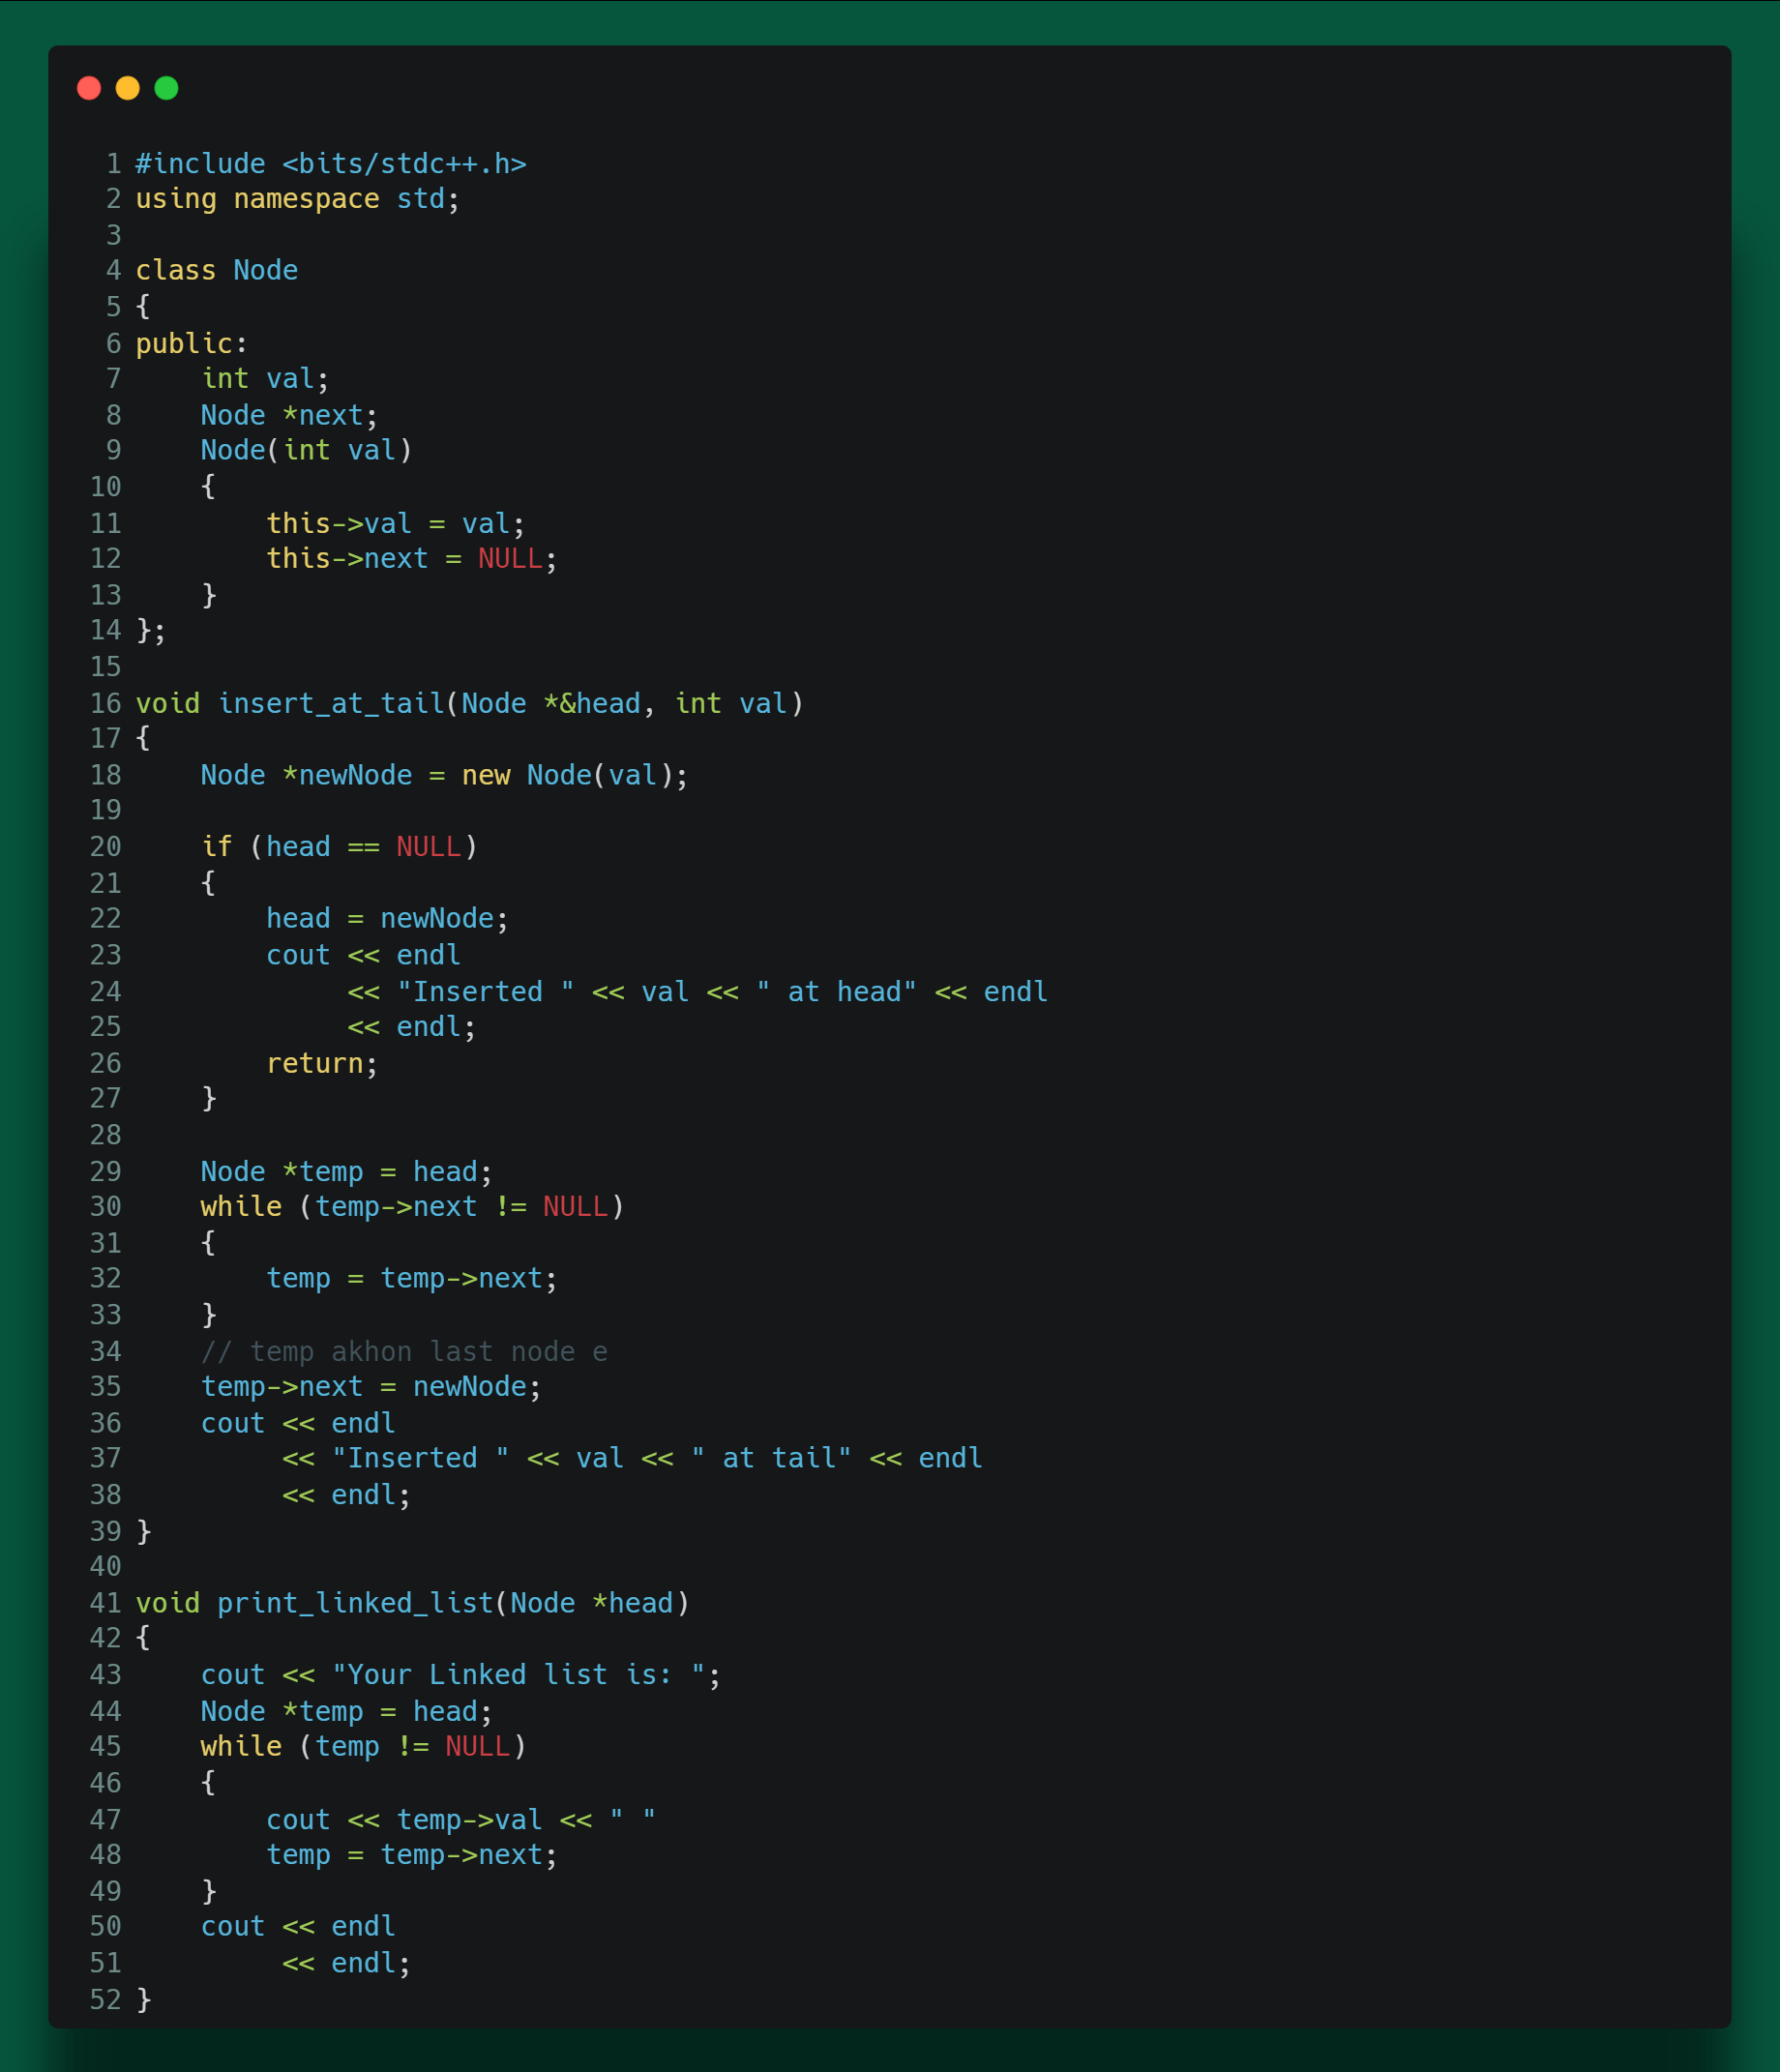 1 #include <bits/stdc++.h>
2 using namespace std;
3
4 class Node
5 {
6 public:
7     int val;
8     Node *next;
9     Node(int val)
10     {
11         this->val = val;
12         this->next = NULL;
13     }
14 };
15
16 void insert_at_tail(Node *&head, int val)
17 {
18     Node *newNode = new Node(val);
19
20     if (head == NULL)
21     {
22         head = newNode;
23         cout << endl
24              << "Inserted " << val << " at head" << endl
25              << endl;
26         return;
27     }
28
29     Node *temp = head;
30     while (temp->next != NULL)
31     {
32         temp = temp->next;
33     }
34     // temp akhon last node e
35     temp->next = newNode;
36     cout << endl
37          << "Inserted " << val << " at tail" << endl
38          << endl;
39 }
40
41 void print_linked_list(Node *head)
42 {
43     cout << "Your Linked list is: ";
44     Node *temp = head;
45     while (temp != NULL)
46     {
47         cout << temp->val << " "
48         temp = temp->next;
49     }
50     cout << endl
51          << endl;
52 }